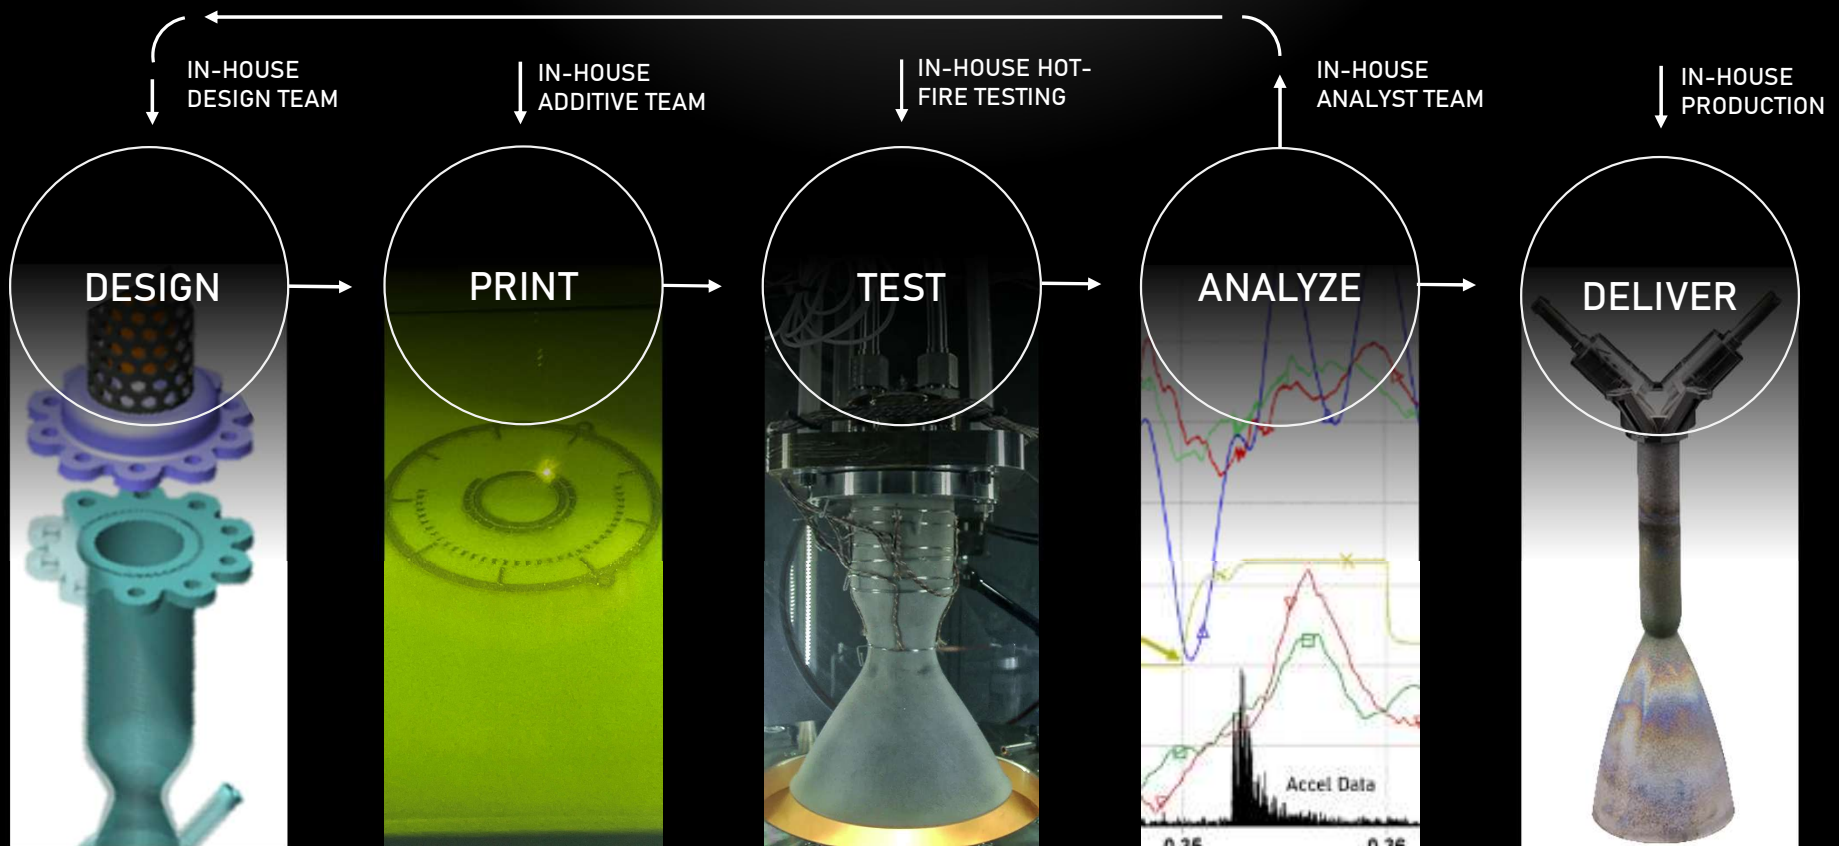 IN-HOUSE
DESIGN TEAM
IN-HOUSE
ADDITIVE TEAM
IN-HOUSE HOT-
FIRE TESTING
IN-HOUSE
ANALYST TEAM
IN-HOUSE
PRODUCTION
DESIGN
PRINT
TEST
ANALYZE
DELIVER
Accel Data